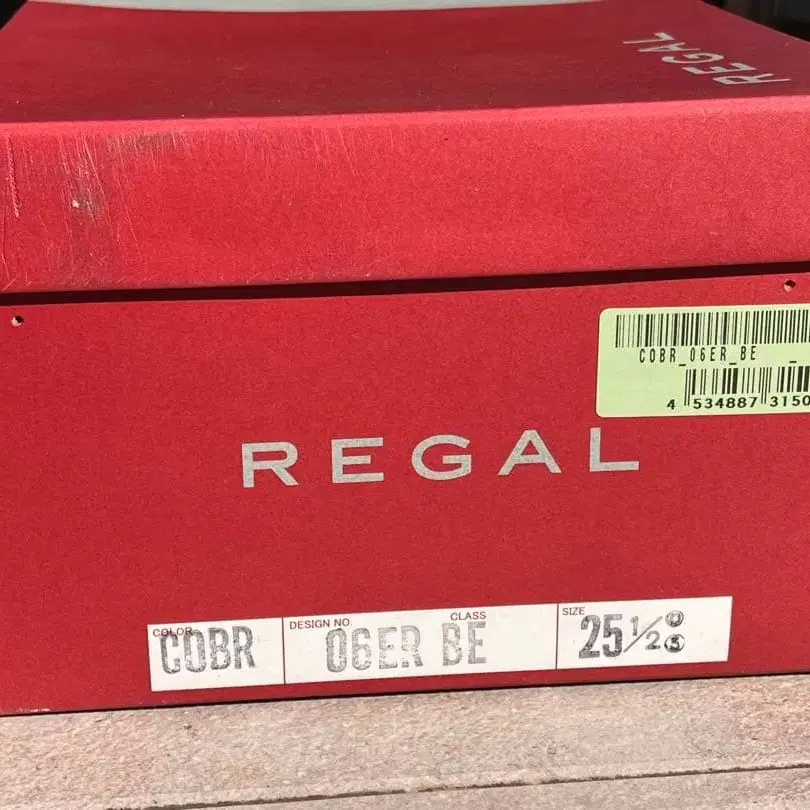 REGAL
COBR_06ER_BE _
4 534887 3150
REGAL
COLOR DESIGN NO. CLASS SIZE
COBR 06ER BE 25 1/2